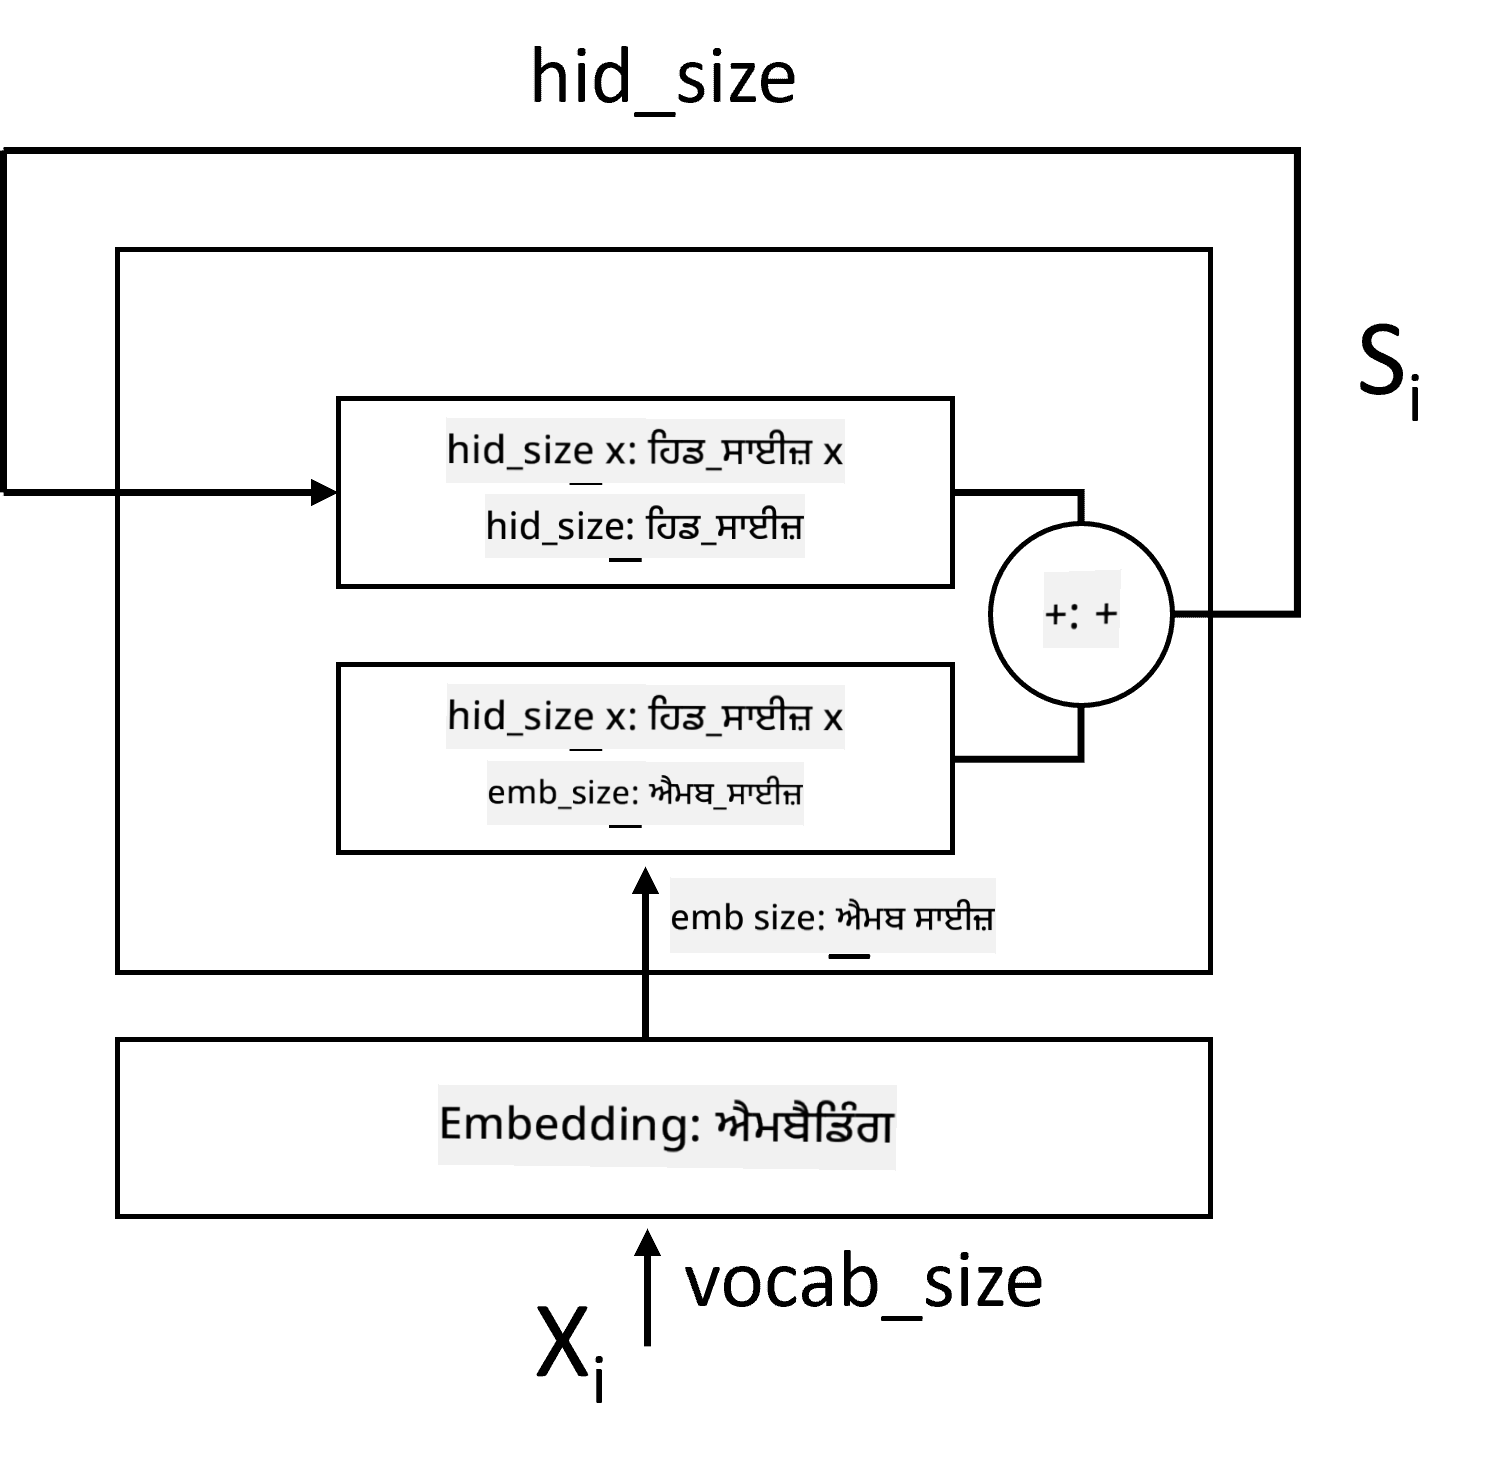 hid_size
S_i
hid_size x: ਹਿਡ_ਸਾਈਜ਼ x
hid_size: ਹਿਡ_ਸਾਈਜ਼
+: +
hid_size x: ਹਿਡ_ਸਾਈਜ਼ x
emb_size: ਐਮਬ_ਸਾਈਜ਼
emb size: ਐਮਬ ਸਾਈਜ਼
Embedding: ਐਮਬੈਡਿੰਗ
vocab_size
X_i